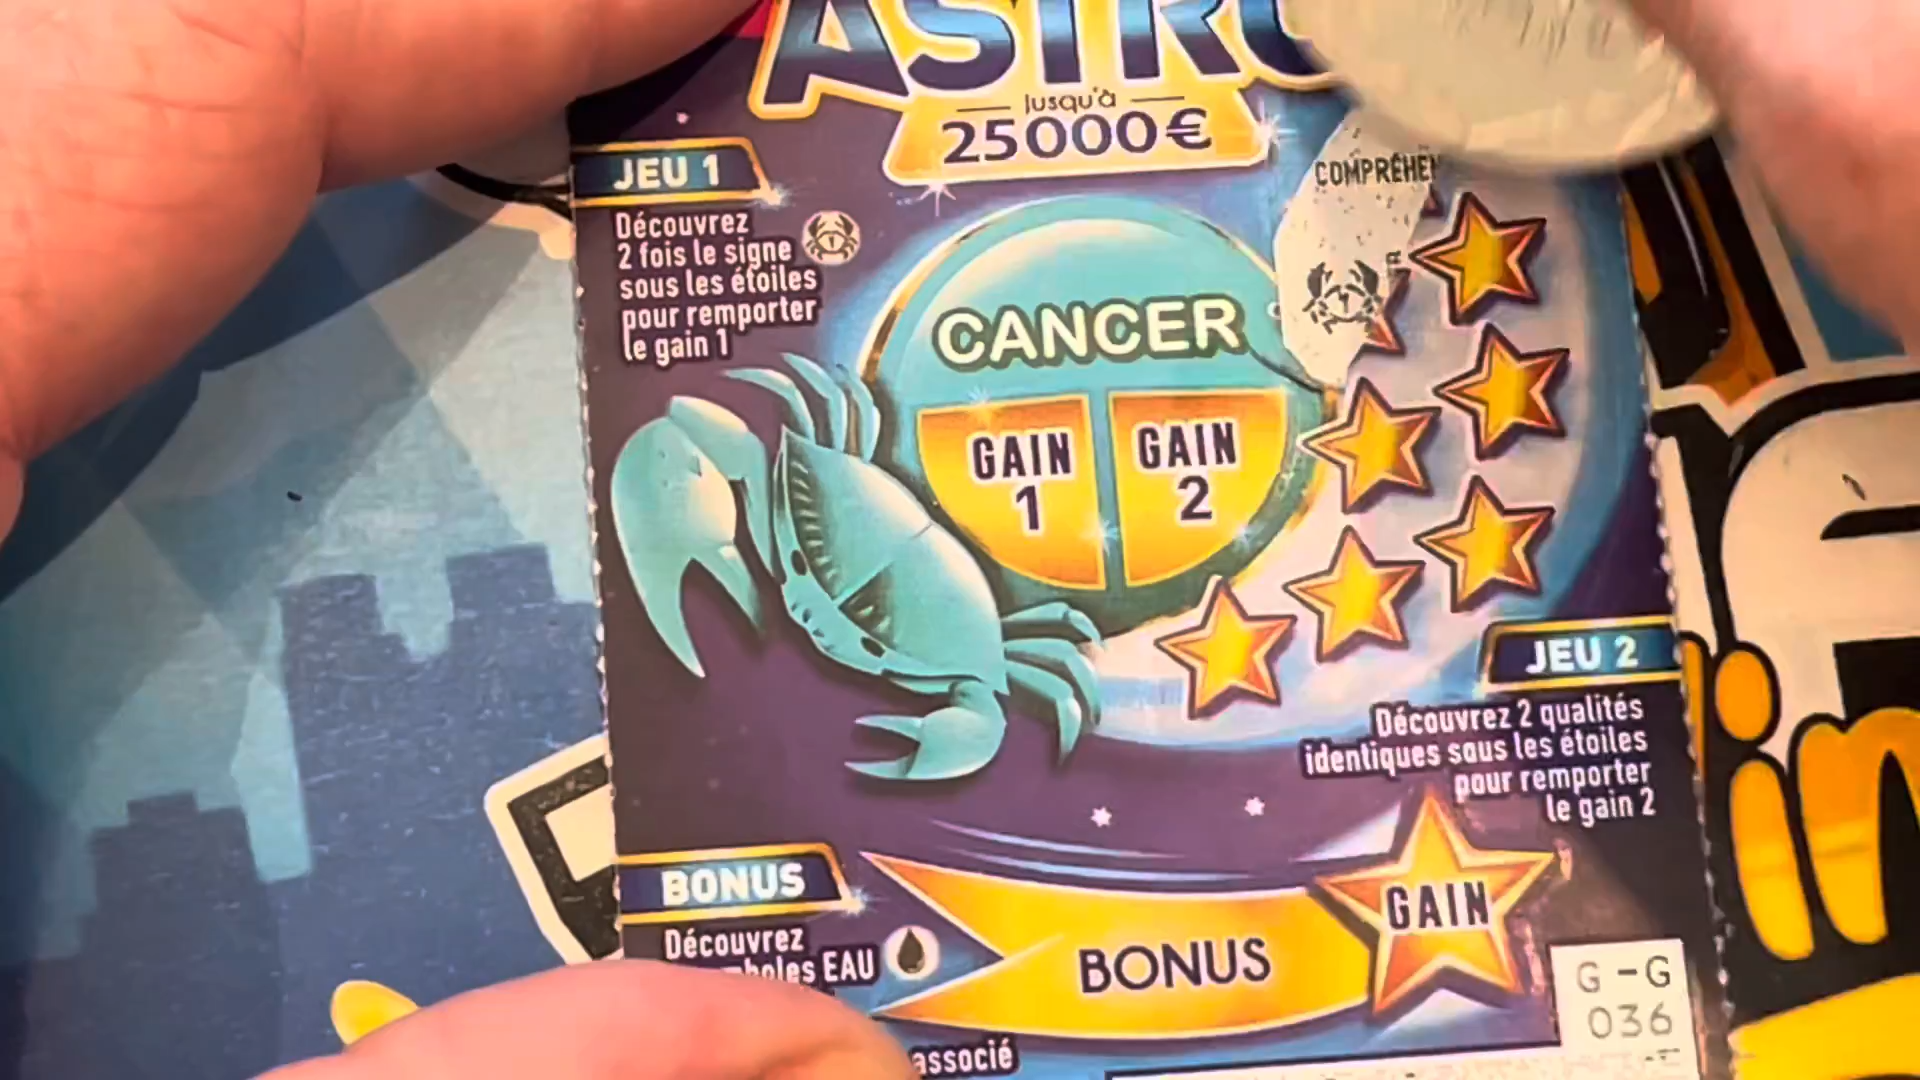 ASTRO
Jusqu'à
25000€
JEU 1
Découvrez
2 fois le signe
sous les étoiles
pour remporter
le gain 1
CANCER
GAIN
1
GAIN
2
JEU 2
Découvrez 2 qualités
identiques sous les étoiles
pour remporter
le gain 2
BONUS
Découvrez
EAU
associé
BONUS
GAIN
G-G
036